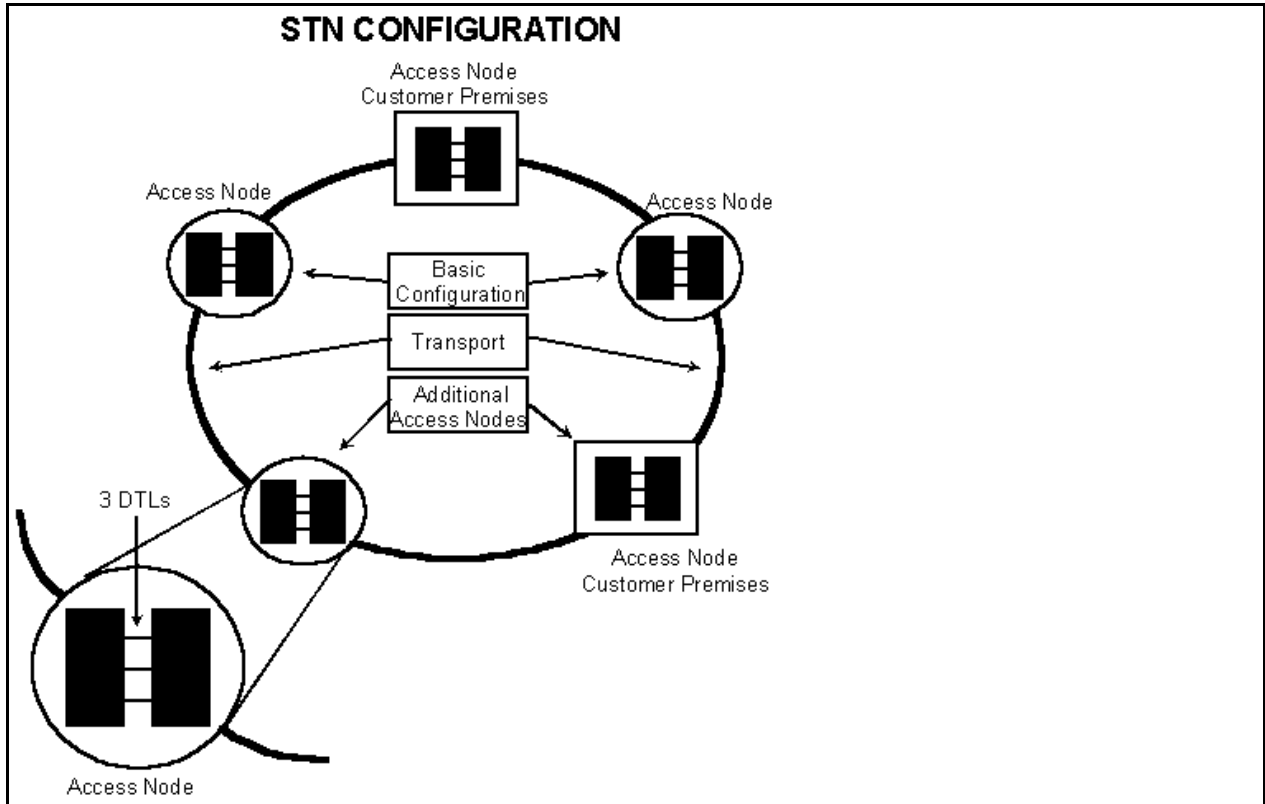 STN CONFIGURATION
Access Node
Customer Premises
Access Node
Access Node
Basic
Configuration
Transport
Additional
Access Nodes
3 DTLs
Access Node
Customer Premises
Access Node